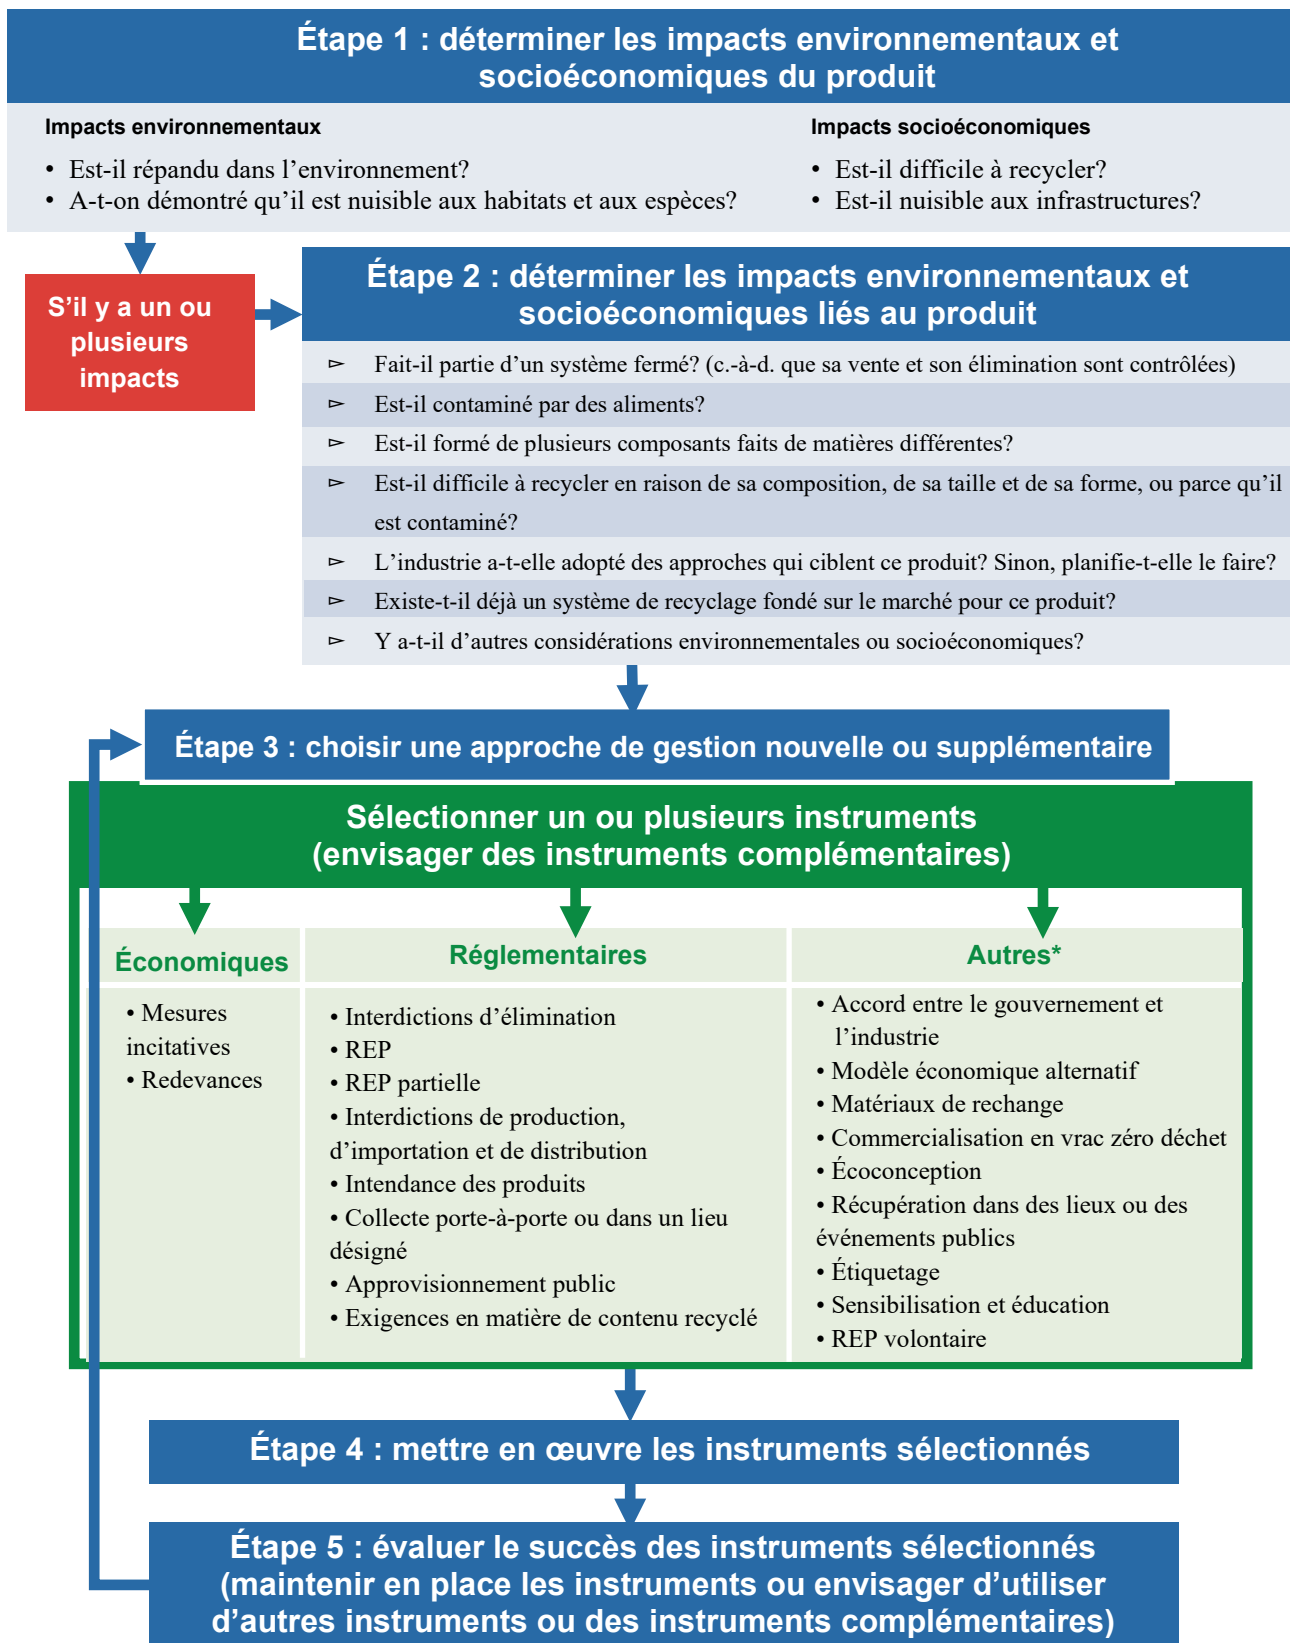 Étape 1 : déterminer les impacts environnementaux et
socioéconomiques du produit
Impacts environnementaux
• Est-il répandu dans l’environnement?
• A-t-on démontré qu’il est nuisible aux habitats et aux espèces?
Impacts socioéconomiques
• Est-il difficile à recycler?
• Est-il nuisible aux infrastructures?
S’il y a un ou
plusieurs
impacts
Étape 2 : déterminer les impacts environnementaux et
socioéconomiques liés au produit
▻ Fait-il partie d’un système fermé? (c.-à-d. que sa vente et son élimination sont contrôlées)
▻ Est-il contaminé par des aliments?
▻ Est-il formé de plusieurs composants faits de matières différentes?
▻ Est-il difficile à recycler en raison de sa composition, de sa taille et de sa forme, ou parce qu’il
est contaminé?
▻ L’industrie a-t-elle adopté des approches qui ciblent ce produit? Sinon, planifie-t-elle le faire?
▻ Existe-t-il déjà un système de recyclage fondé sur le marché pour ce produit?
▻ Y a-t-il d’autres considérations environnementales ou socioéconomiques?
Étape 3 : choisir une approche de gestion nouvelle ou supplémentaire
Sélectionner un ou plusieurs instruments
(envisager des instruments complémentaires)
Économiques
• Mesures
incitatives
• Redevances
Réglementaires
• Interdictions d’élimination
• REP
• REP partielle
• Interdictions de production,
d’importation et de distribution
• Intendance des produits
• Collecte porte-à-porte ou dans un lieu
désigné
• Approvisionnement public
• Exigences en matière de contenu recyclé
Autres*
• Accord entre le gouvernement et
l’industrie
• Modèle économique alternatif
• Matériaux de rechange
• Commercialisation en vrac zéro déchet
• Écoconception
• Récupération dans des lieux ou des
événements publics
• Étiquetage
• Sensibilisation et éducation
• REP volontaire
Étape 4 : mettre en œuvre les instruments sélectionnés
Étape 5 : évaluer le succès des instruments sélectionnés
(maintenir en place les instruments ou envisager d’utiliser
d’autres instruments ou des instruments complémentaires)